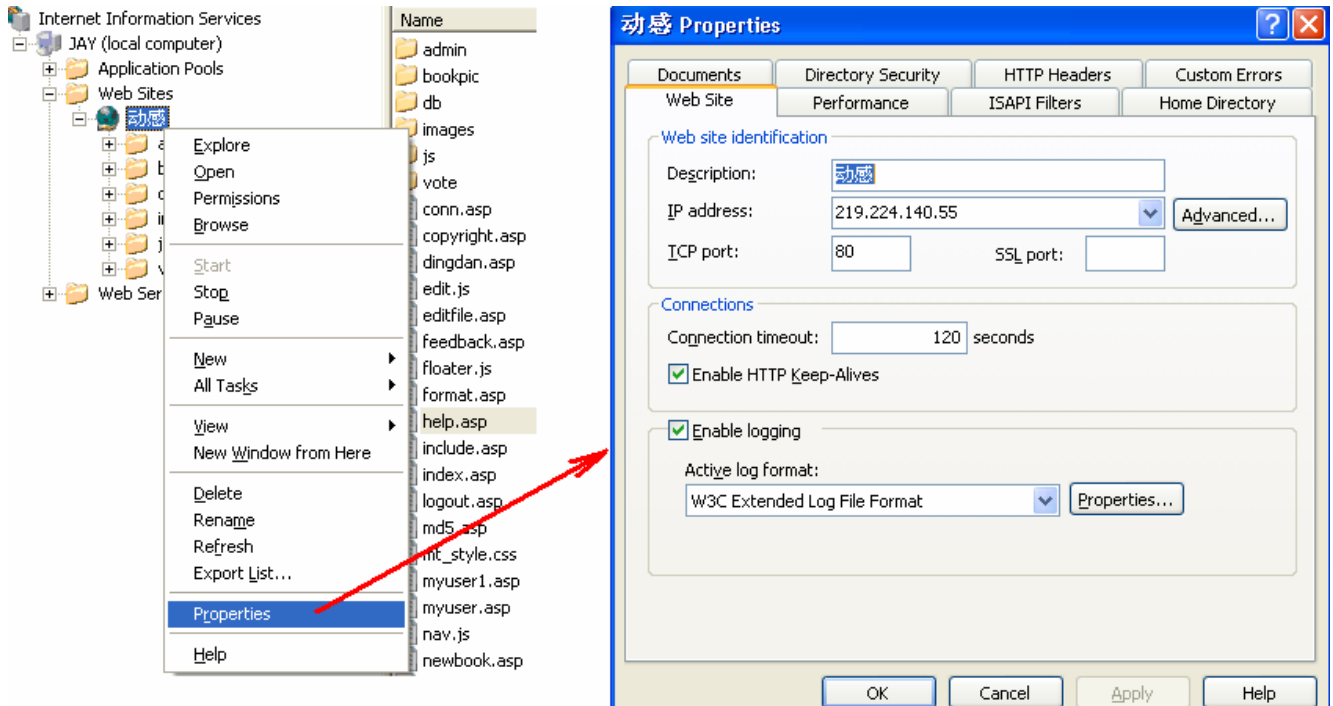 Internet Information Services
JAY (local computer)
Application Pools
Web Sites
动感
Web Ser
Explore
Open
Permissions
Browse
Start
Stop
Pause
New
All Tasks
View
New Window from Here
Delete
Rename
Refresh
Export List...
Properties
Help
Name
admin
bookpic
db
images
js
vote
conn.asp
copyright.asp
dingdan.asp
edit.js
editfile.asp
feedback.asp
floater.js
format.asp
help.asp
include.asp
index.asp
logout.asp
md5.asp
mt_style.css
myuser1.asp
myuser.asp
nav.js
newbook.asp
动感 Properties
Documents Directory Security HTTP Headers Custom Errors
Web Site Performance ISAPI Filters Home Directory
Web site identification
Description: 动感
IP address: 219.224.140.55 Advanced...
TCP port: 80 SSL port:
Connections
Connection timeout: 120 seconds
Enable HTTP Keep-Alives
Enable logging
Active log format:
W3C Extended Log File Format Properties...
OK Cancel Apply Help